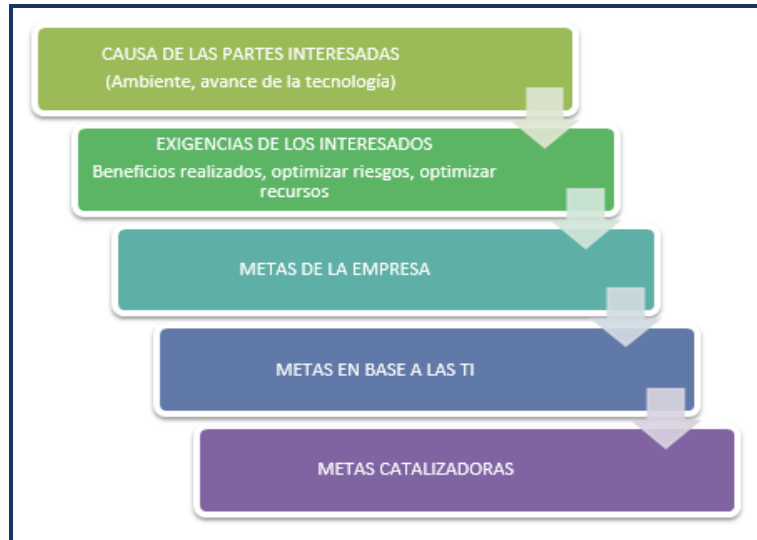 CAUSA DE LAS PARTES INTERESADAS
(Ambiente, avance de la tecnología)
EXIGENCIAS DE LOS INTERESADOS
Beneficios realizados, optimizar riesgos, optimizar
recursos
METAS DE LA EMPRESA
METAS EN BASE A LAS TI
METAS CATALIZADORAS